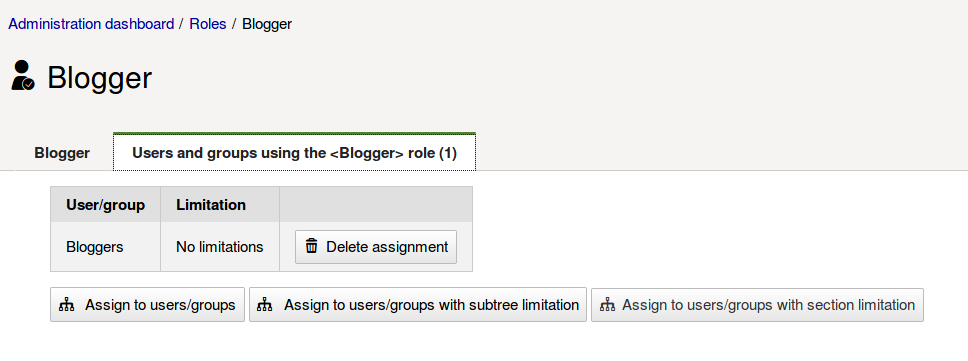 Administration dashboard / Roles / Blogger
Blogger
Blogger Users and groups using the <Blogger> role (1)
User/group Limitation
Bloggers No limitations Delete assignment
Assign to users/groups Assign to users/groups with subtree limitation Assign to users/groups with section limitation